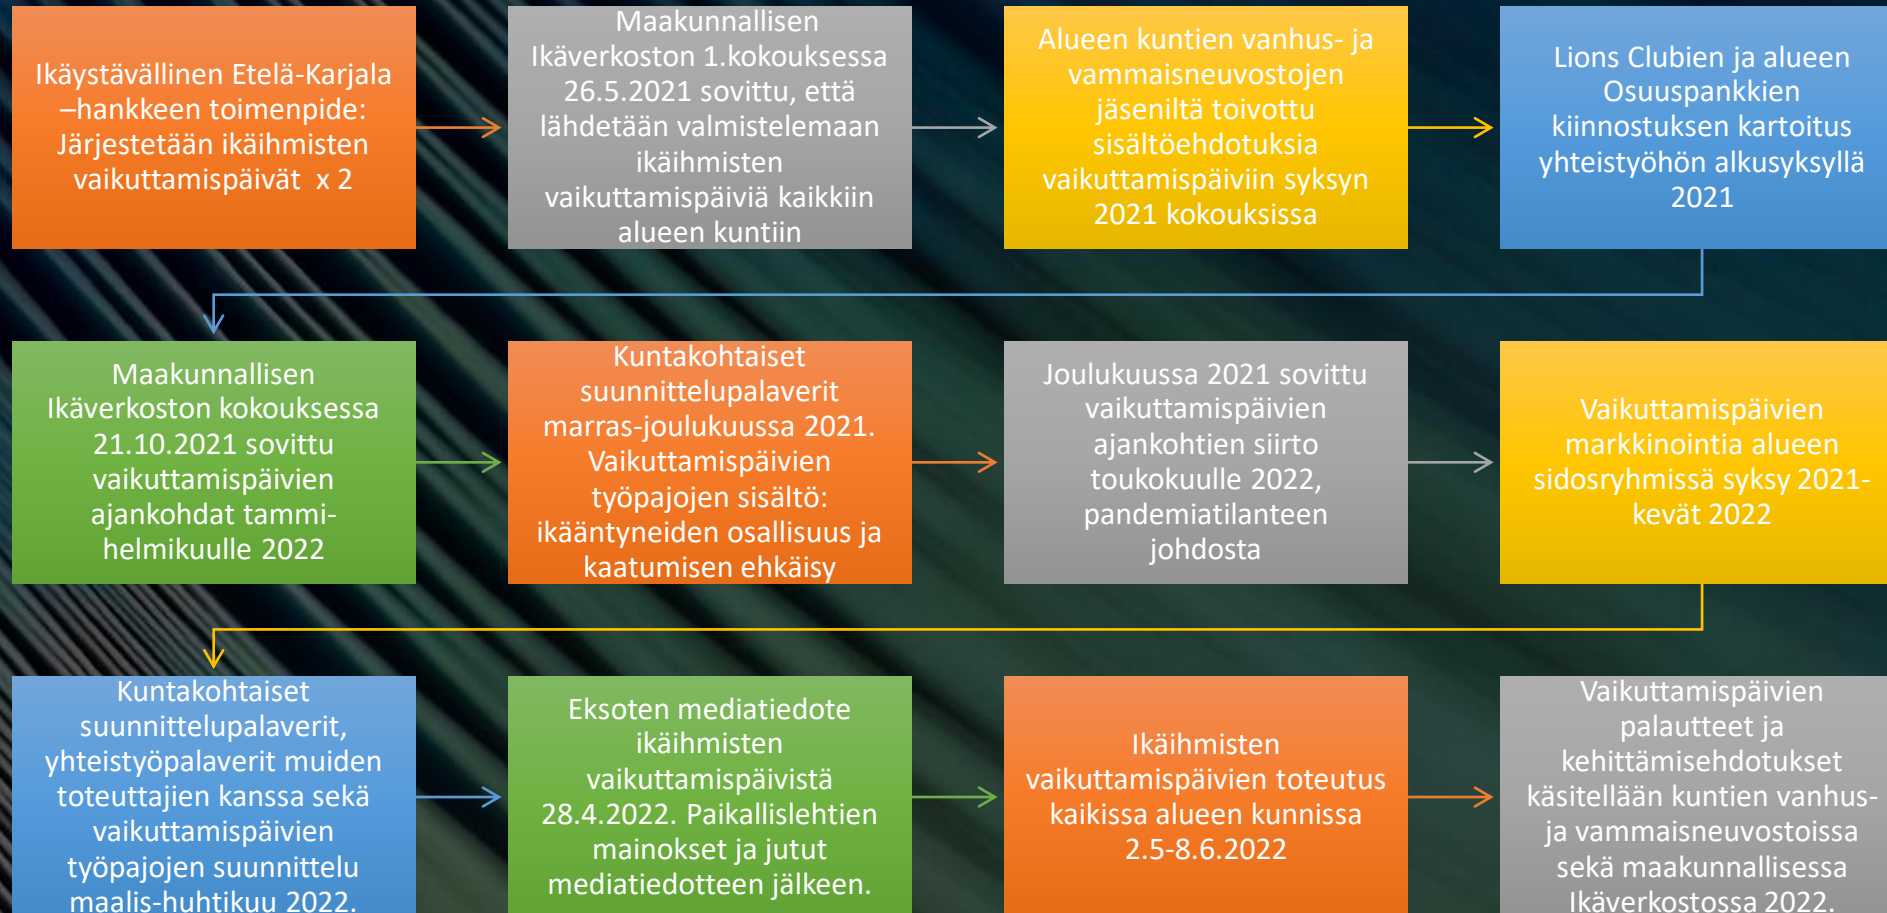 Ikäystävällinen Etelä-Karjala
–hankkeen toimenpide:
Järjestetään ikäihmisten
vaikuttamispäivät x 2
Maakunnallisen
Ikäverkoston 1.kokouksessa
26.5.2021 sovittu, että
lähdetään valmistelemaan
ikäihmisten
vaikuttamispäiviä kaikkiin
alueen kuntiin
Alueen kuntien vanhus- ja
vammaisneuvostojen
jäseniltä toivottu
sisältöehdotuksia
vaikuttamispäiviin syksyn
2021 kokouksissa
Lions Clubien ja alueen
Osuuspankkien
kiinnostuksen kartoitus
yhteistyöhön alkusyksyllä
2021
Maakunnallisen
Ikäverkoston kokouksessa
21.10.2021 sovittu
vaikuttamispäivien
ajankohdat tammi-
helmikuulle 2022
Kuntakohtaiset
suunnittelupalaverit
marras-joulukuussa 2021.
Vaikuttamispäivien
työpajojen sisältö:
ikääntyneiden osallisuus ja
kaatumisen ehkäisy
Joulukuussa 2021 sovittu
vaikuttamispäivien
ajankohtien siirto
toukokuulle 2022,
pandemiatilanteen
johdosta
Vaikuttamispäivien
markkinointia alueen
sidosryhmissä syksy 2021-
kevät 2022
Kuntakohtaiset
suunnittelupalaverit,
yhteistyöpalaverit muiden
toteuttajien kanssa sekä
vaikuttamispäivien
työpajojen suunnittelu
maalis-huhtikuu 2022.
Eksoten mediatiedote
ikäihmisten
vaikuttamispäivistä
28.4.2022. Paikallislehtien
mainokset ja jutut
mediatiedotteen jälkeen.
Ikäihmisten
vaikuttamispäivien toteutus
kaikissa alueen kunnissa
2.5-8.6.2022
Vaikuttamispäivien
palautteet ja
kehittämisehdotukset
käsitellään kuntien vanhus-
ja vammaisneuvostoissa
sekä maakunnallisessa
Ikäverkostossa 2022.